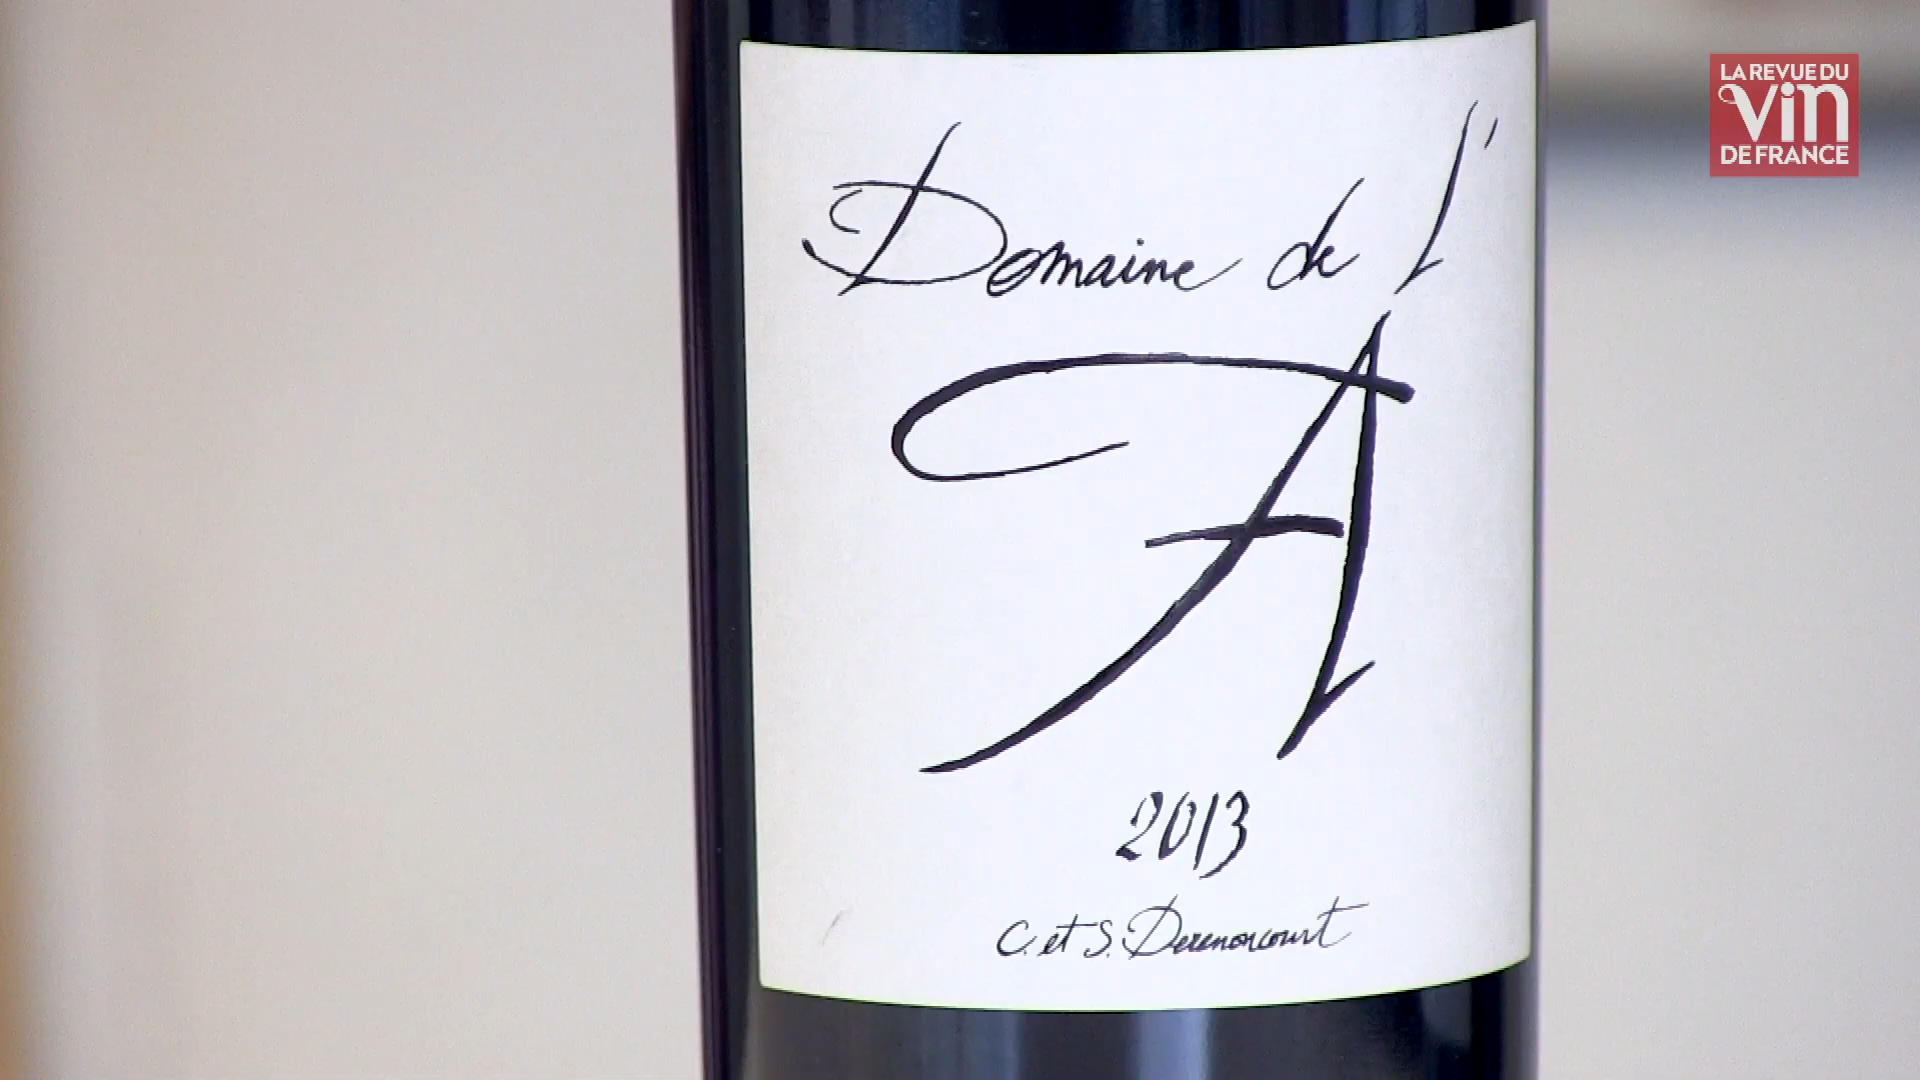 Domaine de l'
A
2013
C. et S. Derenoncourt
LA REVUE DU
vin
DE FRANCE